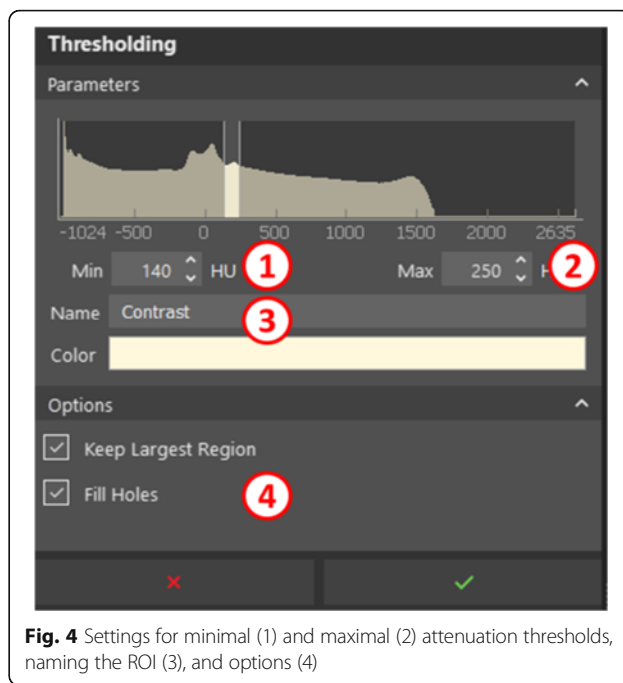 Thresholding
Parameters
-1024 -500 0 500 1000 1500 2000 2635
Min 140 HU 1 Max 250 H 2
Name Contrast 3
Color
Options
Keep Largest Region
Fill Holes 4
Fig. 4 Settings for minimal (1) and maximal (2) attenuation thresholds,
naming the ROI (3), and options (4)